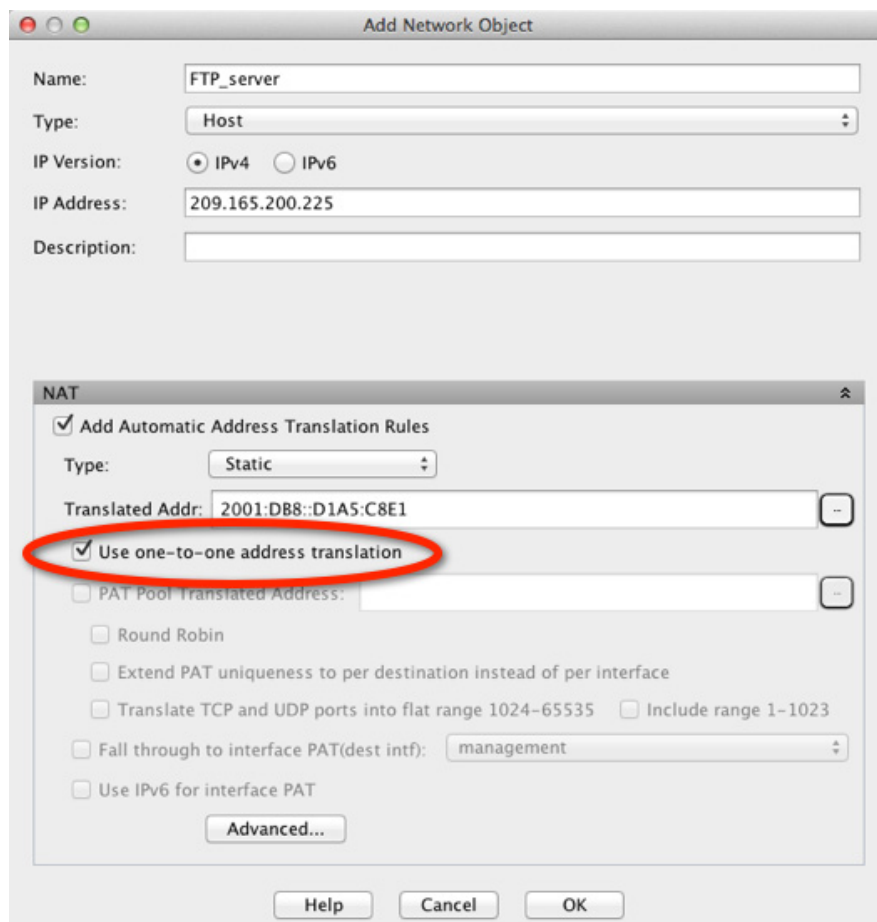 Add Network Object
Name: FTP_server
Type: Host
IP Version: IPv4 IPv6
IP Address: 209.165.200.225
Description:
NAT
Add Automatic Address Translation Rules
Type: Static
Translated Addr: 2001:DB8::D1A5:C8E1 ...
Use one-to-one address translation
PAT Pool Translated Address: ...
Round Robin
Extend PAT uniqueness to per destination instead of per interface
Translate TCP and UDP ports into flat range 1024-65535 Include range 1-1023
Fall through to interface PAT(dest intf): management
Use IPv6 for interface PAT
Advanced...
Help Cancel OK